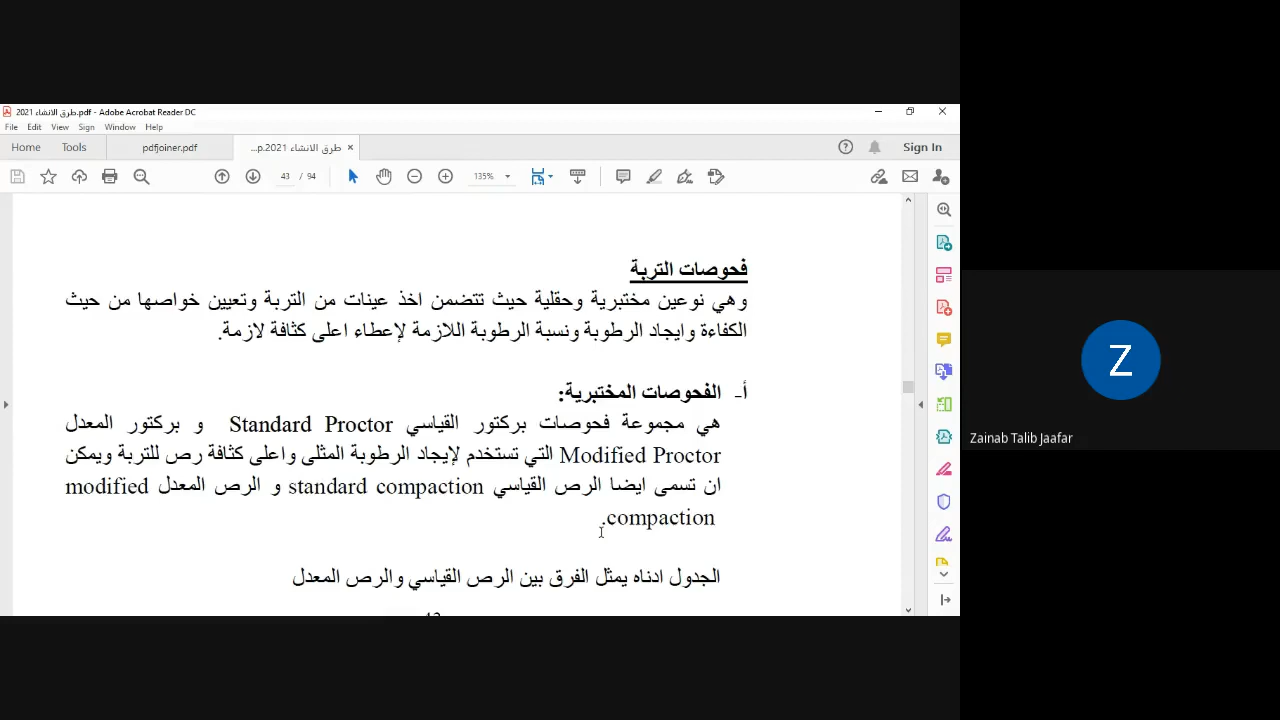 طرق الانشاء 2021.pdf - Adobe Acrobat Reader DC
File Edit View Sign Window Help
Home Tools pdfjoiner.pdf طرق الانشاء 2021.p... × Sign In
43 / 94 135%
فحوصات التربة
وهي نوعين مختبرية وحقلية حيث تتضمن اخذ عينات من التربة وتعيين خواصها من حيث
الكفاءة وايجاد الرطوبة ونسبة الرطوبة اللازمة لإعطاء اعلى كثافة لازمة.
أ- الفحوصات المختبرية:
هي مجموعة فحوصات بركتور القياسي Standard Proctor و بركتور المعدل
Modified Proctor التي تستخدم لإيجاد الرطوبة المثلى واعلى كثافة رص للتربة ويمكن
ان تسمى ايضا الرص القياسي standard compaction و الرص المعدل modified
compaction.
الجدول ادناه يمثل الفرق بين الرص القياسي والرص المعدل
Z
Zainab Talib Jaafar